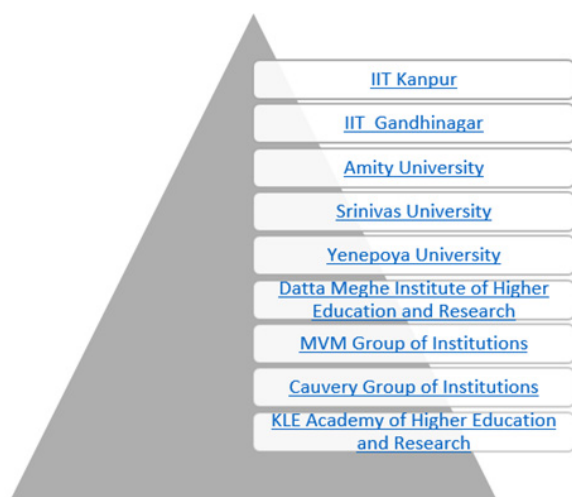 IIT Kanpur
IIT  Gandhinagar
Amity University
Srinivas University
Yenepoya University
Datta Meghe Institute of Higher
Education and Research
MVM Group of Institutions
Cauvery Group of Institutions
KLE Academy of Higher Education
and Research